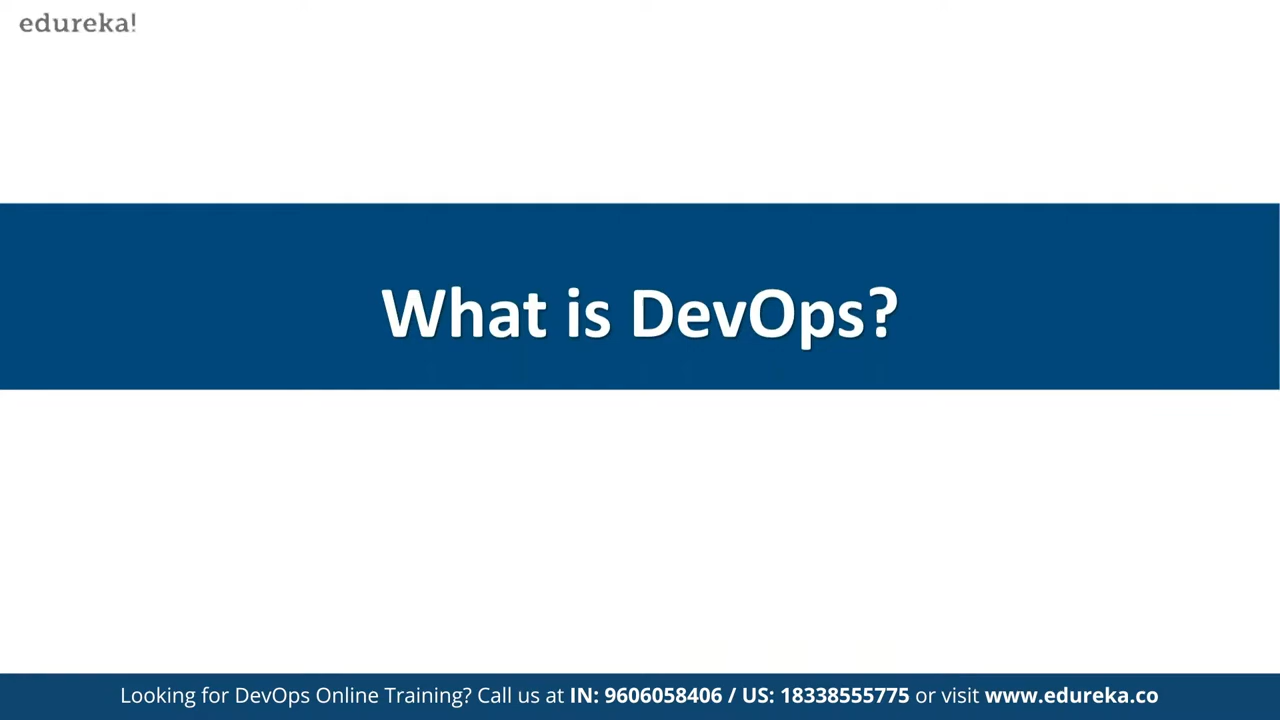 edureka!
What is DevOps?
Looking for DevOps Online Training? Call us at IN: 9606058406 / US: 18338555775 or visit www.edureka.co